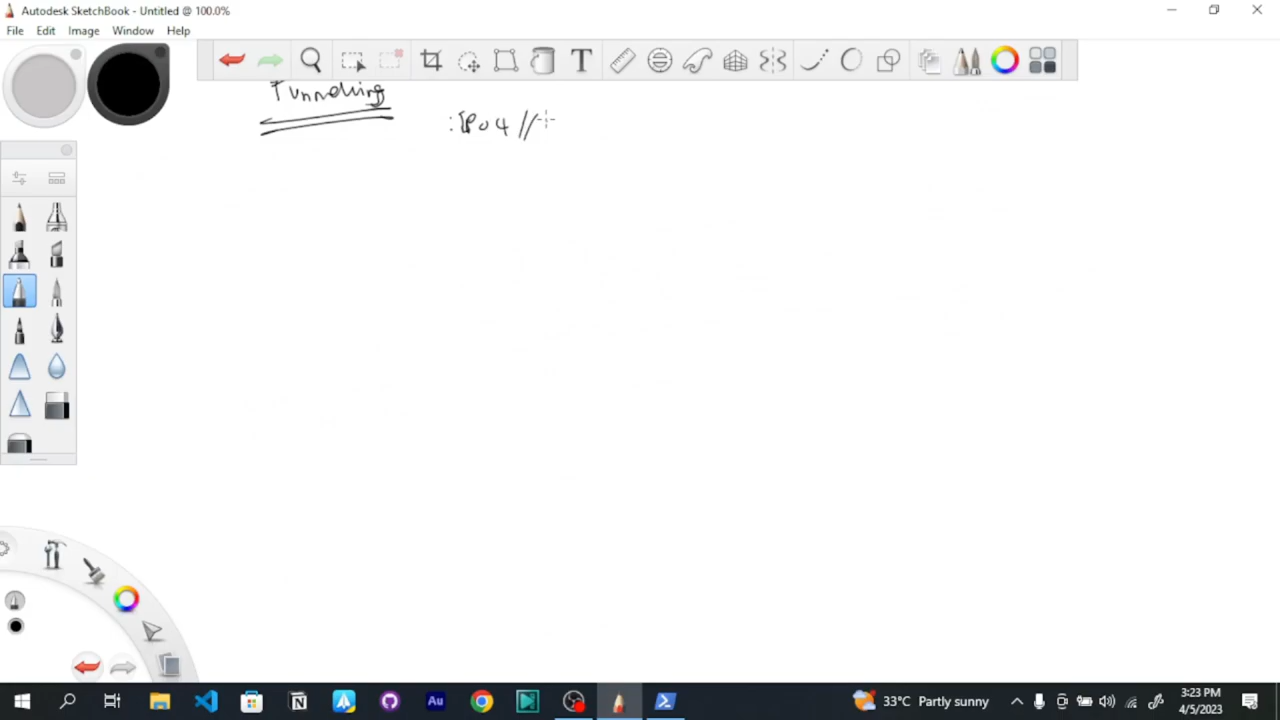 Autodesk SketchBook - Untitled @ 100.0%
File Edit Image Window Help
T
Tunneling
33°C Partly sunny
3:23 PM
4/5/2023